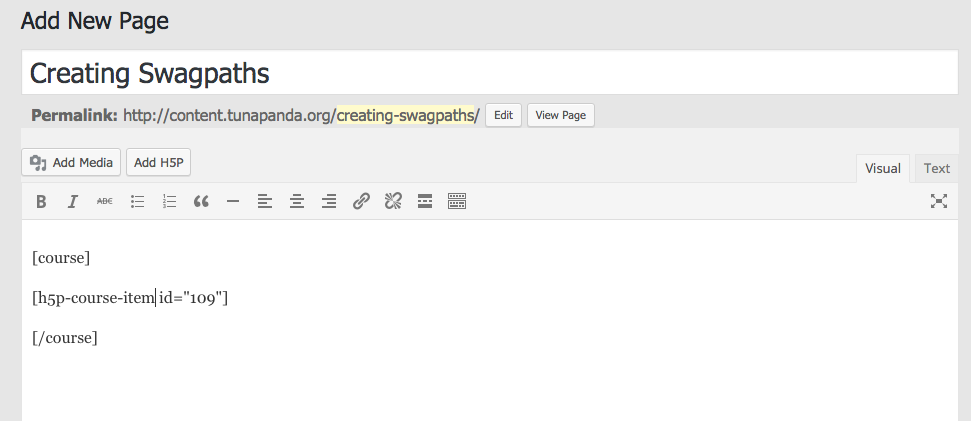 Add New Page
Creating Swagpaths
Permalink: http://content.tunapanda.org/creating-swagpaths/ Edit View Page
Add Media Add H5P
Visual Text
B I ABC
[course]
[h5p-course-item id="109"]
[/course]